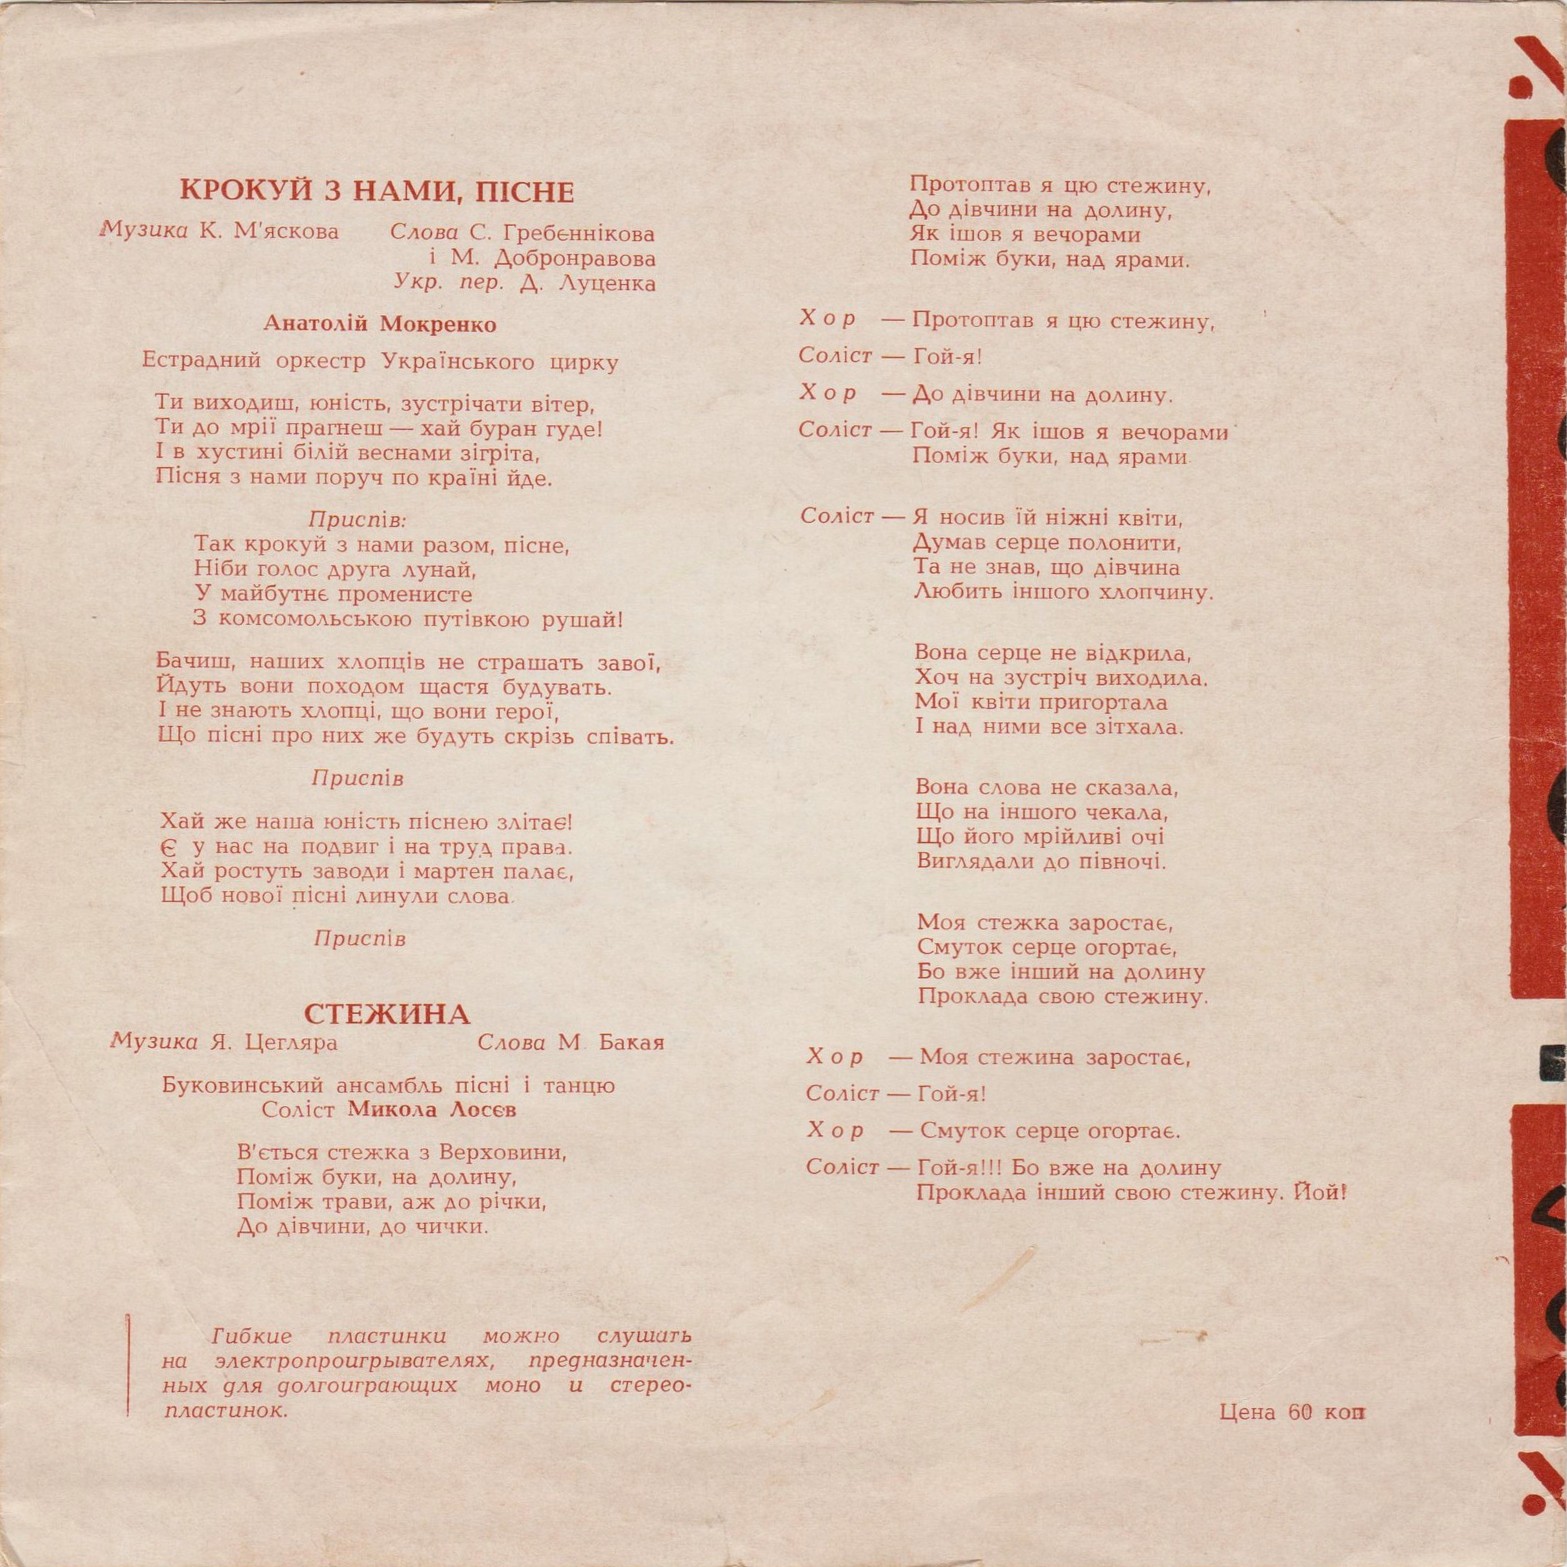 КРОКУЙ З НАМИ, ПІСНЕ
Музика К. М'яскова Слова С. Гребеннікова
і М. Добронравова
Укр. пер. Д. Луценка
Анатолій Мокренко
Естрадний оркестр Українського цирку
Ти виходиш, юність, зустрічати вітер,
Ти до мрії прагнеш — хай буран гуде!
І в хустині білій веснами зігріта,
Пісня з нами поруч по країні йде.
Приспів:
Так крокуй з нами разом, пісне,
Ніби голос друга лунай,
У майбутнє променисте
З комсомольською путівкою рушай!
Бачиш, наших хлопців не страшать завої,
Йдуть вони походом щастя будувать.
І не знають хлопці, що вони герої,
Що пісні про них же будуть скрізь співать.
Приспів
Хай же наша юність піснею злітає!
Є у нас на подвиг і на труд права.
Хай ростуть заводи і мартен палає,
Щоб нової пісні линули слова.
Приспів
СТЕЖИНА
Музика Я. Цегляра Слова М Бакая
Буковинський ансамбль пісні і танцю
Соліст Микола Лосєв
В'ється стежка з Верховини,
Поміж буки, на долину,
Поміж трави, аж до річки,
До дівчини, до чички.
Гибкие пластинки можно слушать
на электропроигрывателях, предназначен-
ных для долгоиграющих моно и стерео-
пластинок.
Протоптав я цю стежину,
До дівчини на долину,
Як ішов я вечорами
Поміж буки, над ярами.
Хор — Протоптав я цю стежину,
Соліст — Гой-я!
Хор — До дівчини на долину.
Соліст — Гой-я! Як ішов я вечорами
Поміж буки, над ярами
Соліст — Я носив їй ніжні квіти,
Думав серце полонити,
Та не знав, що дівчина
Любить іншого хлопчину.
Вона серце не відкрила,
Хоч на зустріч виходила.
Мої квіти пригортала
І над ними все зітхала.
Вона слова не сказала,
Що на іншого чекала,
Що його мрійливі очі
Виглядали до півночі.
Моя стежка заростає,
Смуток серце огортає,
Бо вже інший на долину
Проклада свою стежину.
Хор — Моя стежина заростає,
Соліст — Гой-я!
Хор — Смуток серце огортає.
Соліст — Гой-я!!! Бо вже на долину
Проклада інший свою стежину. Йой!
Цена 60 коп